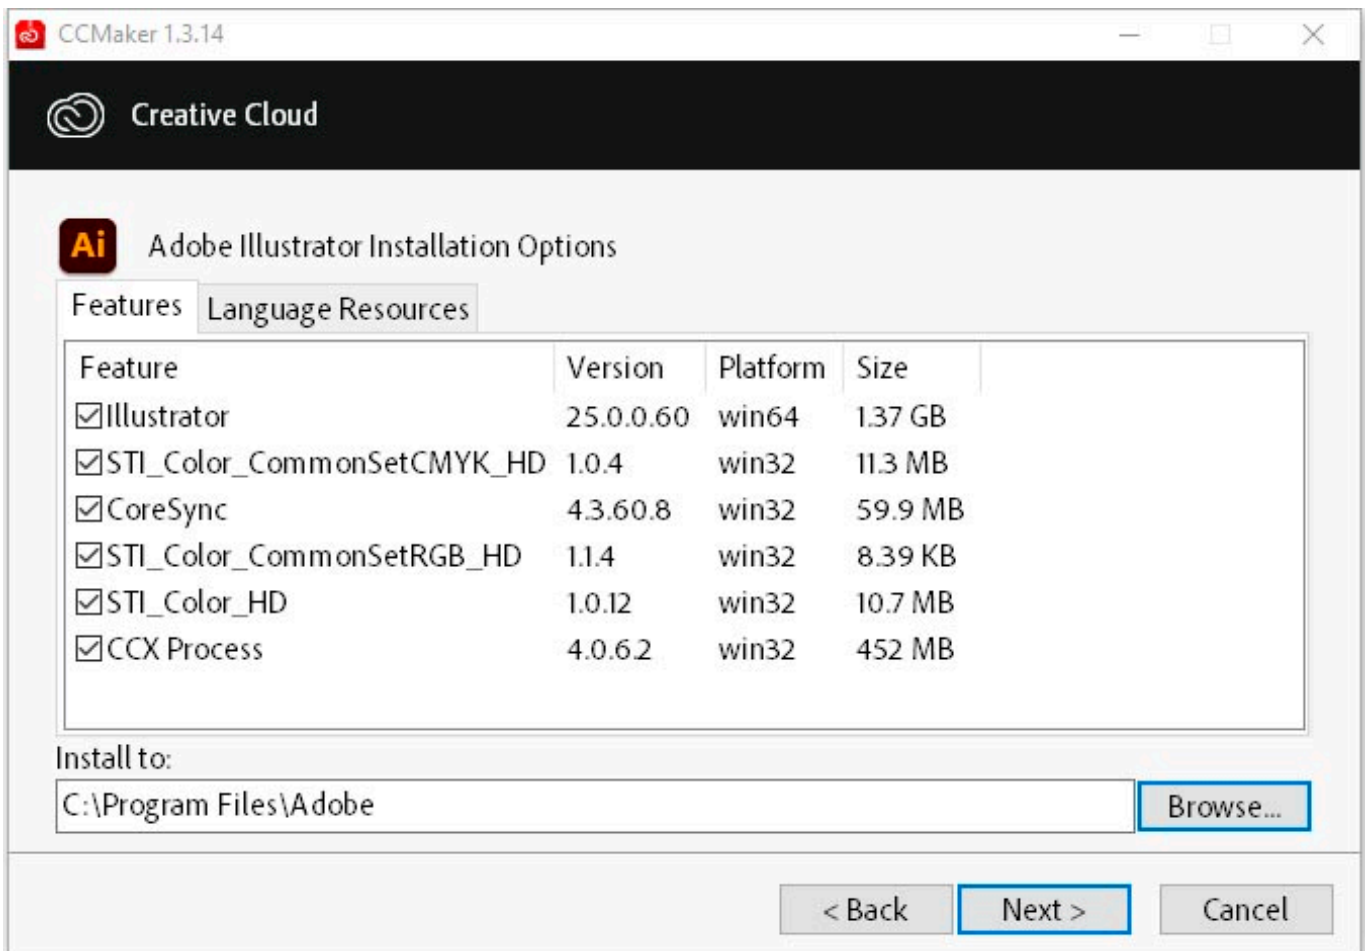 CCMaker 1.3.14
Creative Cloud
Ai Adobe Illustrator Installation Options
Features Language Resources
Feature Version Platform Size
Illustrator 25.0.0.60 win64 1.37 GB
STI_Color_CommonSetCMYK_HD 1.0.4 win32 11.3 MB
CoreSync 4.3.60.8 win32 59.9 MB
STI_Color_CommonSetRGB_HD 1.1.4 win32 8.39 KB
STI_Color_HD 1.0.12 win32 10.7 MB
CCX Process 4.0.6.2 win32 452 MB
Install to:
C:\Program Files\Adobe Browse...
< Back Next > Cancel